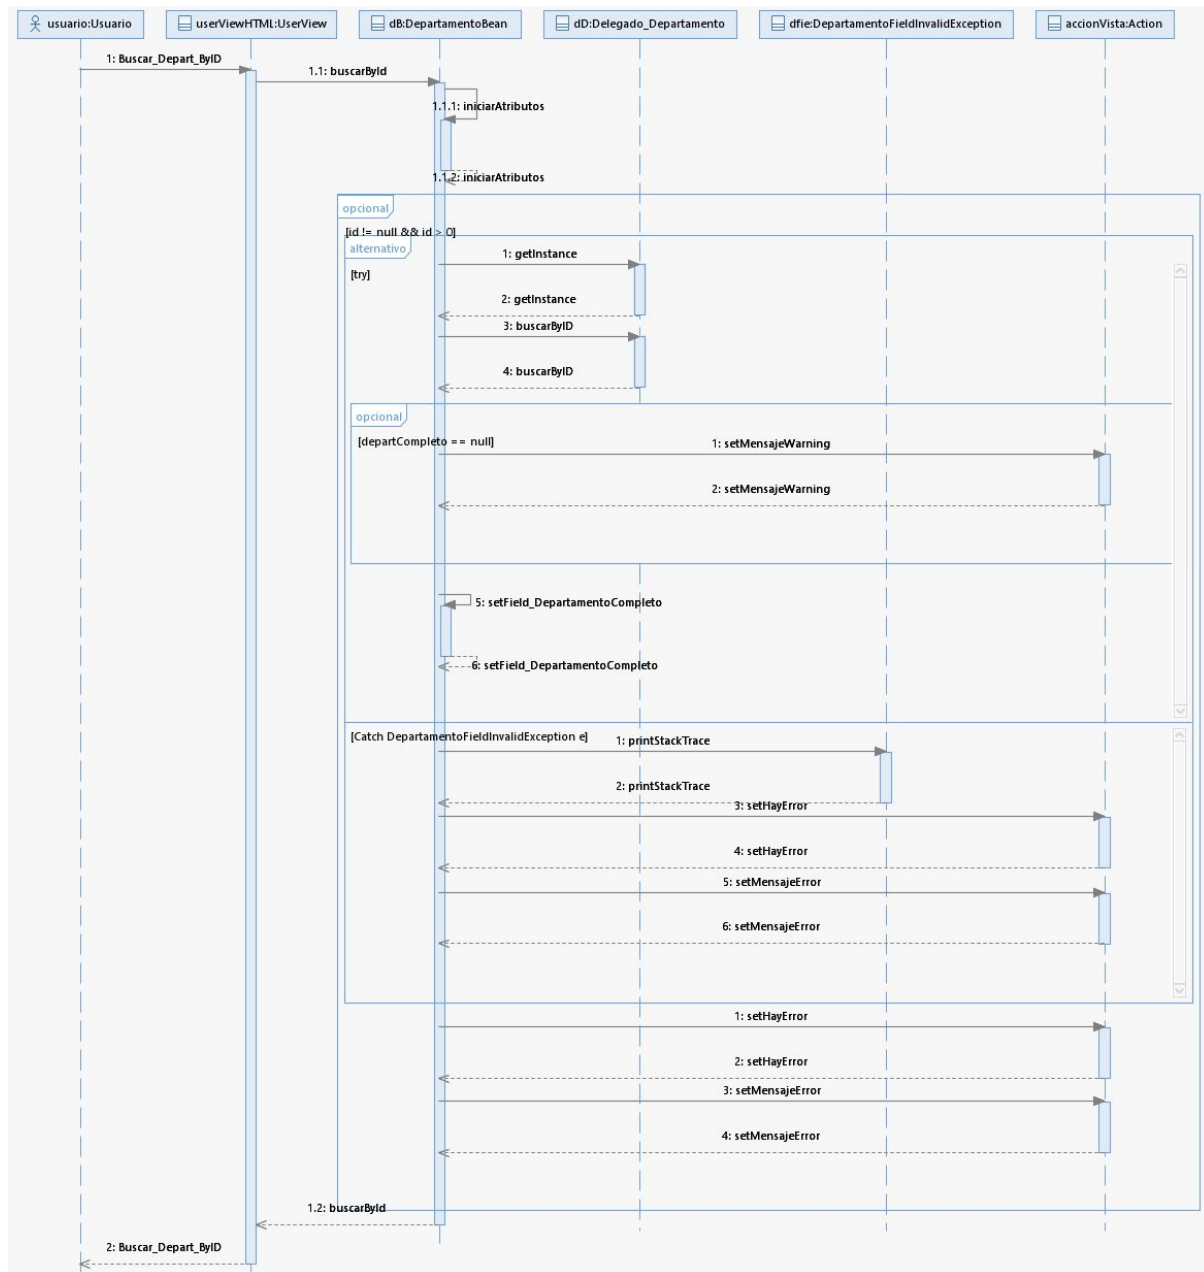 usuario:Usuario
userViewHTML:UserView
dB:DepartamentoBean
dD:Delegado_Departamento
dfie:DepartamentoFieldInvalidException
accionVista:Action
1: Buscar_Depart_ByID
1.1: buscarById
1.1.1: iniciarAtributos
1.1.2: iniciarAtributos
opcional
[id != null && id > 0]
alternativo
1: getInstance
[try]
2: getInstance
3: buscarByID
4: buscarByID
opcional
[departCompleto == null]
1: setMensajeWarning
2: setMensajeWarning
5: setField_DepartamentoCompleto
6: setField_DepartamentoCompleto
[Catch DepartamentoFieldInvalidException e]
1: printStackTrace
2: printStackTrace
3: setHayError
4: setHayError
5: setMensajeError
6: setMensajeError
1: setHayError
2: setHayError
3: setMensajeError
4: setMensajeError
1.2: buscarById
2: Buscar_Depart_ByID